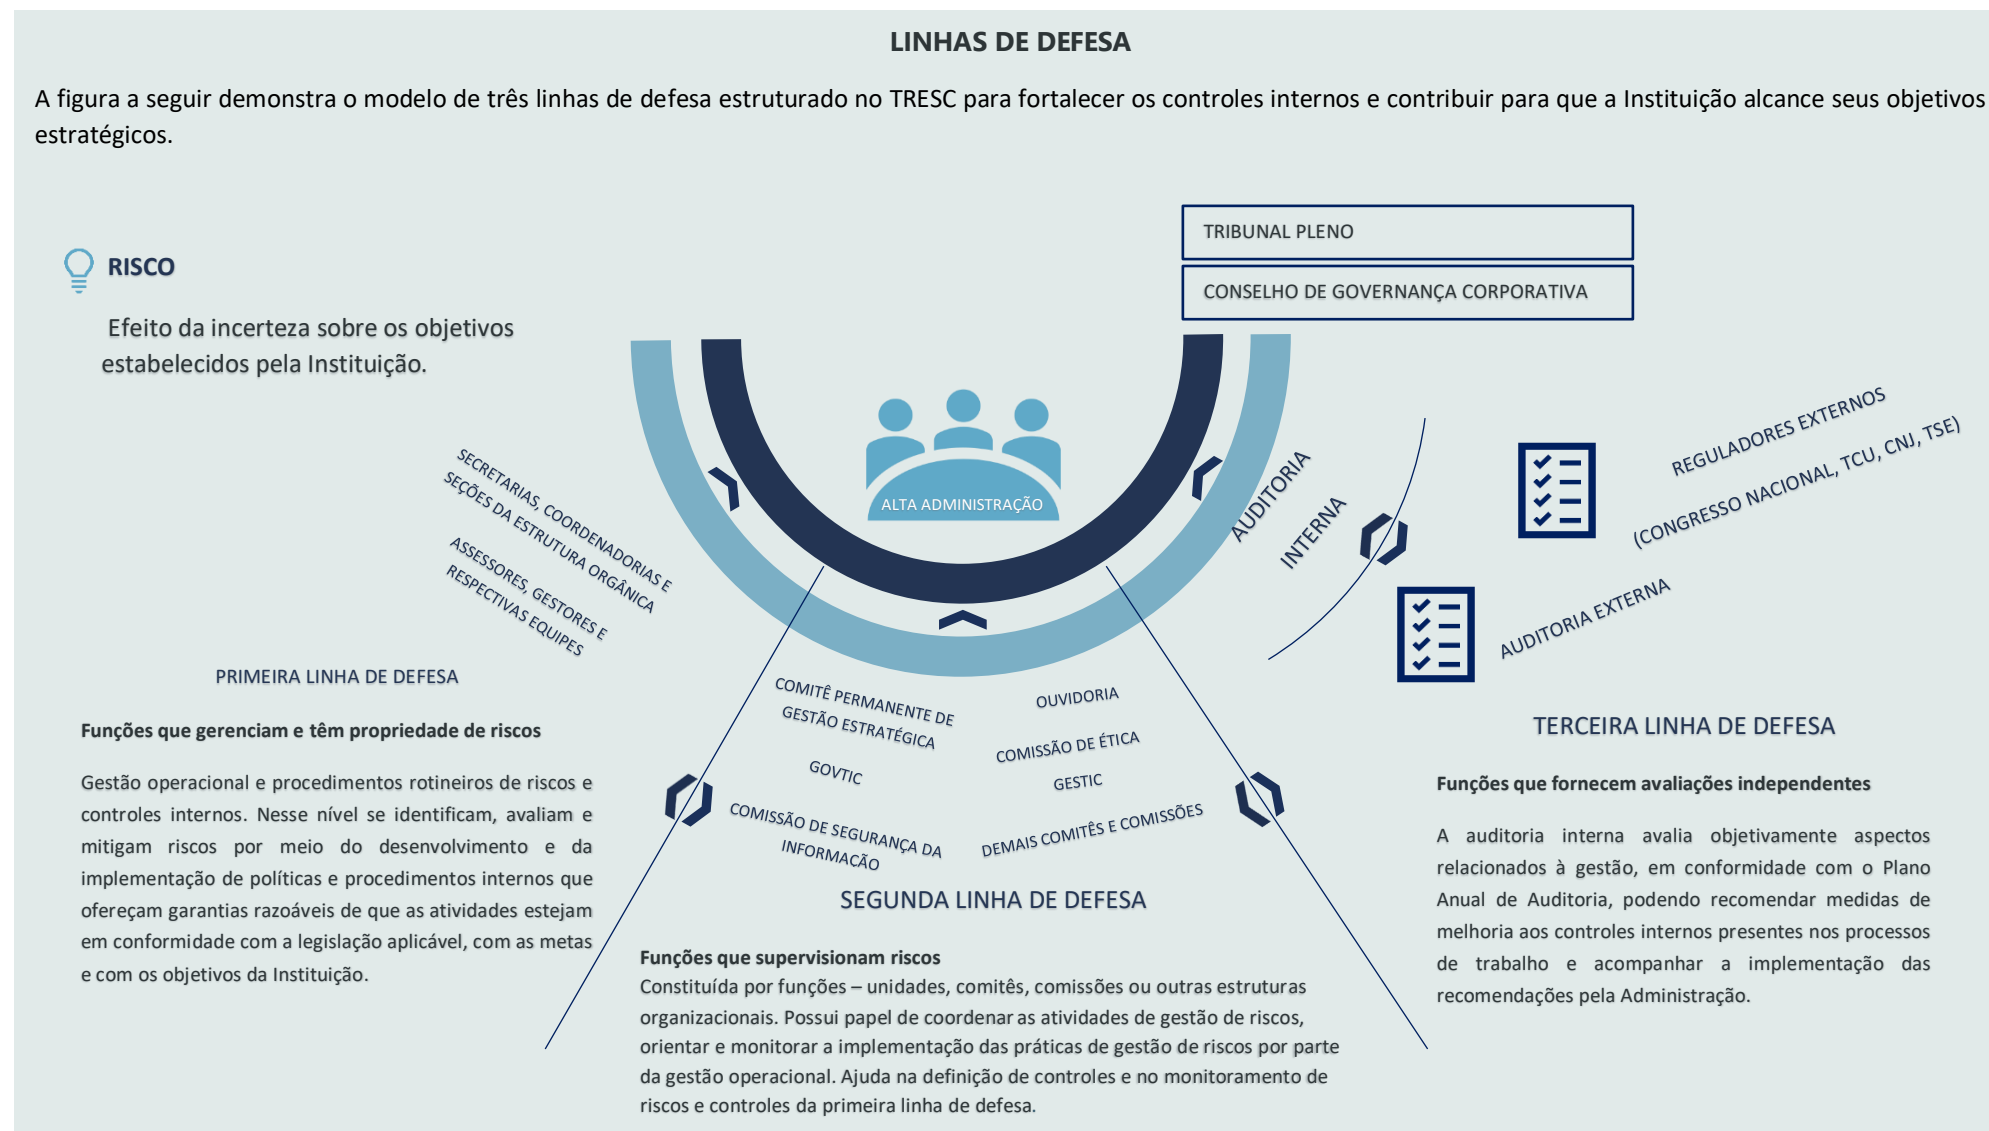 LINHAS DE DEFESA
A figura a seguir demonstra o modelo de três linhas de defesa estruturado no TRESC para fortalecer os controles internos e contribuir para que a Instituição alcance seus objetivos
estratégicos.
TRIBUNAL PLENO
CONSELHO DE GOVERNANÇA CORPORATIVA
RISCO
Efeito da incerteza sobre os objetivos
estabelecidos pela Instituição.
ALTA ADMINISTRAÇÃO
SECRETARIAS, COORDENADORIAS E
SEÇÕES DA ESTRUTURA ORGÂNICA
ASSESSORES, GESTORES E
RESPECTIVAS EQUIPES
PRIMEIRA LINHA DE DEFESA
Funções que gerenciam e têm propriedade de riscos
Gestão operacional e procedimentos rotineiros de riscos e
controles internos. Nesse nível se identificam, avaliam e
mitigam riscos por meio do desenvolvimento e da
implementação de políticas e procedimentos internos que
ofereçam garantias razoáveis de que as atividades estejam
em conformidade com a legislação aplicável, com as metas
e com os objetivos da Instituição.
COMITÊ PERMANENTE DE
GESTÃO ESTRATÉGICA
GOVTIC
COMISSÃO DE SEGURANÇA DA
INFORMACÃO
OUVIDORIA
COMISSÃO DE ÉTICA
GESTIC
DEMAIS COMITÊS E COMISSÕES
SEGUNDA LINHA DE DEFESA
Funções que supervisionam riscos
Constituída por funções – unidades, comitês, comissões ou outras estruturas
organizacionais. Possui papel de coordenar as atividades de gestão de riscos,
orientar e monitorar a implementação das práticas de gestão de riscos por parte
da gestão operacional. Ajuda na definição de controles e no monitoramento de
riscos e controles da primeira linha de defesa.
AUDITORIA
INTERNA
REGULADORES EXTERNOS
(CONGRESSO NACIONAL, TCU, CNJ, TSE)
AUDITORIA EXTERNA
TERCEIRA LINHA DE DEFESA
Funções que fornecem avaliações independentes
A auditoria interna avalia objetivamente aspectos
relacionados à gestão, em conformidade com o Plano
Anual de Auditoria, podendo recomendar medidas de
melhoria aos controles internos presentes nos processos
de trabalho e acompanhar a implementação das
recomendações pela Administração.